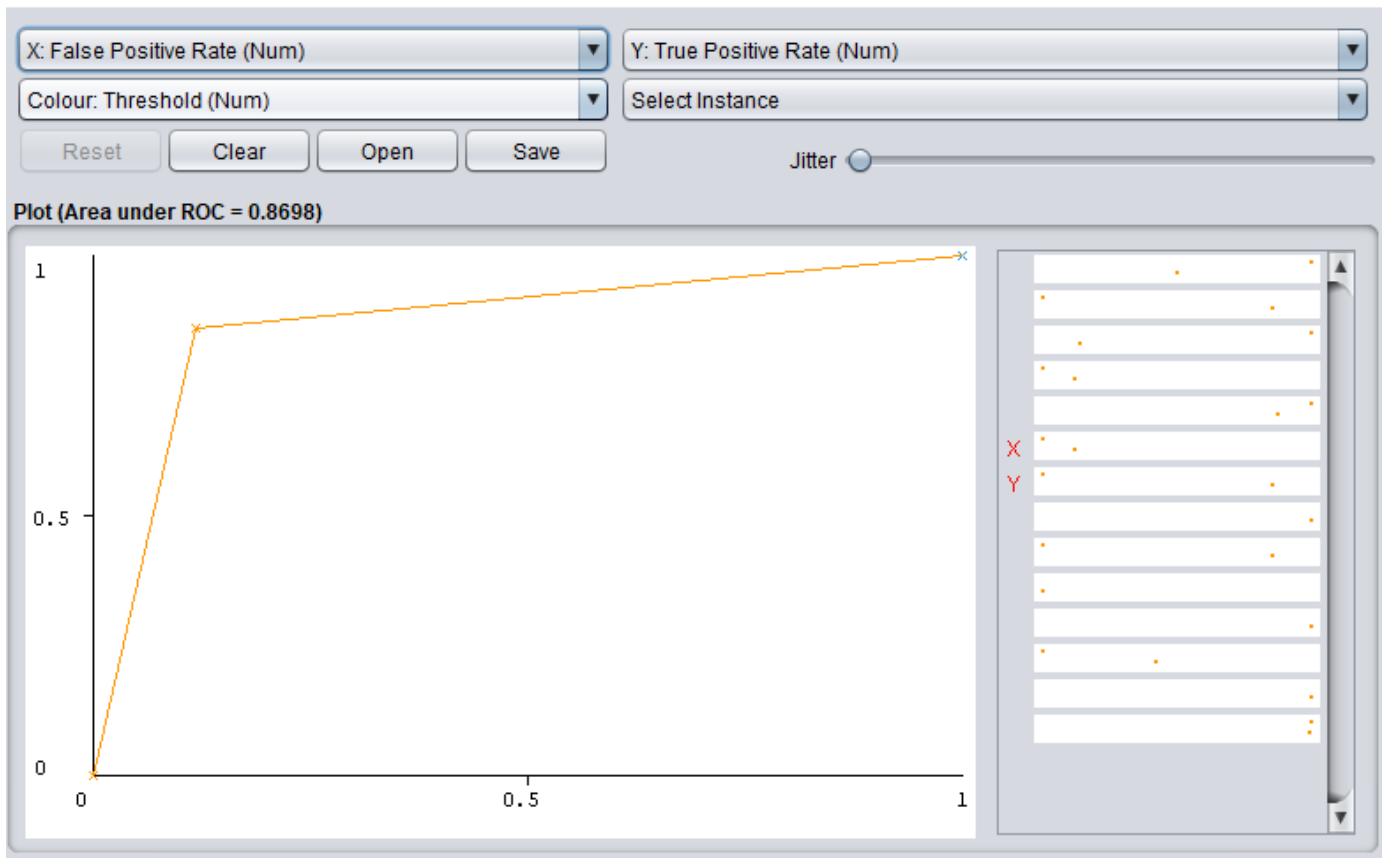 X: False Positive Rate (Num) Y: True Positive Rate (Num)
Colour: Threshold (Num) Select Instance
Reset Clear Open Save Jitter
Plot (Area under ROC = 0.8698)
1
0.5
0
0 0.5 1
X
Y